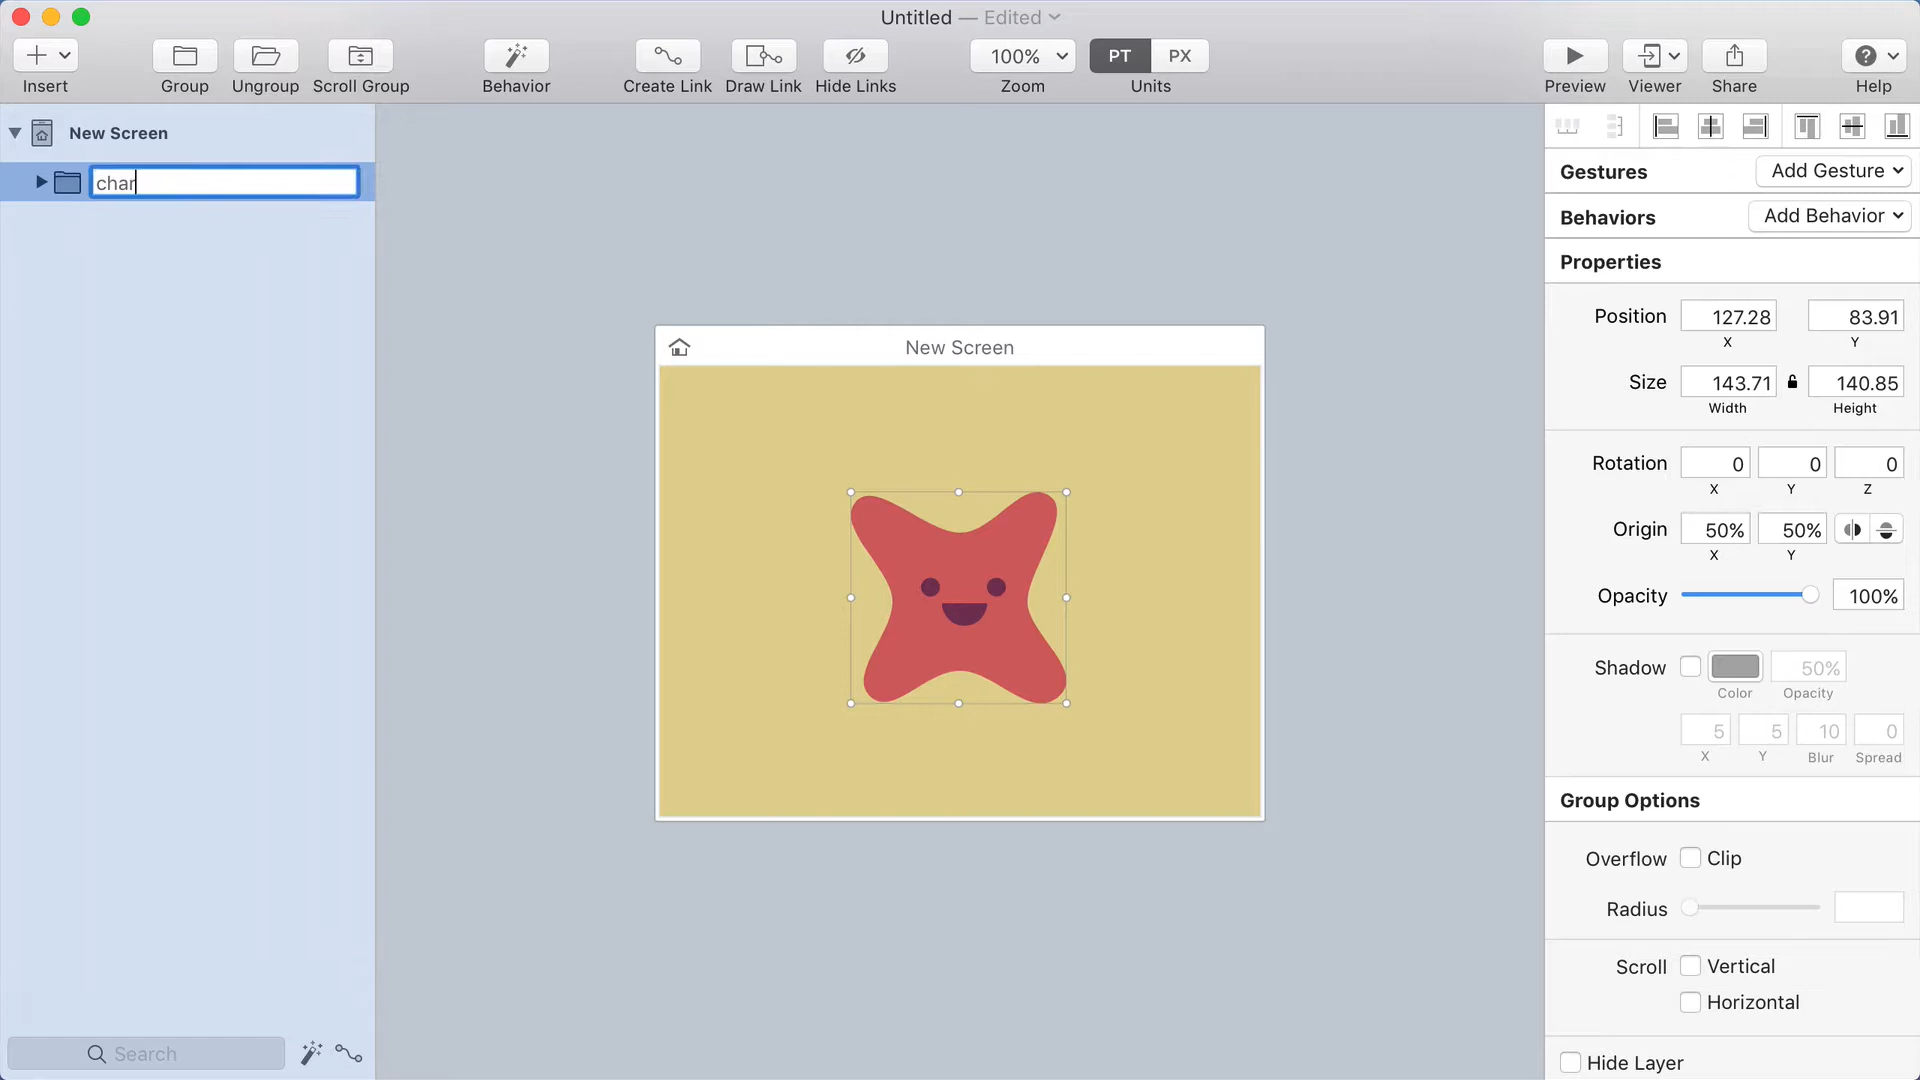 Untitled — Edited
Insert
Group
Ungroup
Scroll Group
Behavior
Create Link
Draw Link
Hide Links
100%
Zoom
PT
PX
Units
Preview
Viewer
Share
?
Help
New Screen
char
Search
New Screen
Gestures
Add Gesture
Behaviors
Add Behavior
Properties
Position 127.28 83.91
X Y
Size 143.71 140.85
Width Height
Rotation 0 0 0
X Y Z
Origin 50% 50%
X Y
Opacity 100%
Shadow 50%
Color Opacity
5 5 10 0
X Y Blur Spread
Group Options
Overflow Clip
Radius
Scroll Vertical
Horizontal
Hide Layer